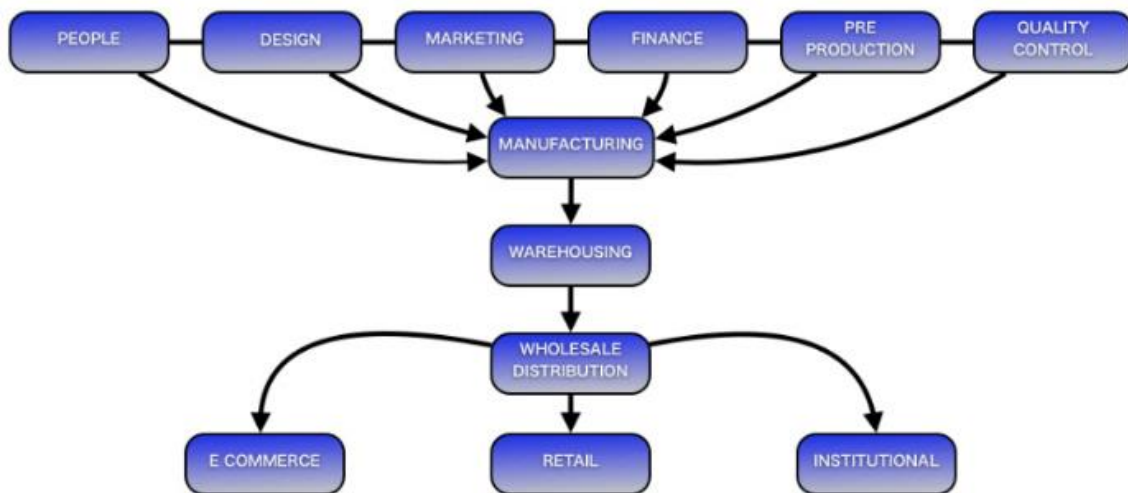 PEOPLE
DESIGN
MARKETING
FINANCE
PRE
PRODUCTION
QUALITY
CONTROL
MANUFACTURING
WAREHOUSING
WHOLESALE
DISTRIBUTION
E COMMERCE
RETAIL
INSTITUTIONAL